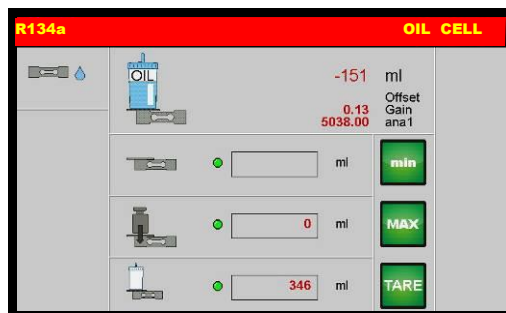 R134a OIL CELL
OIL -151 ml
Offset
0.13 Gain
5038.00 ana1
ml min
0 ml MAX
346 ml TARE